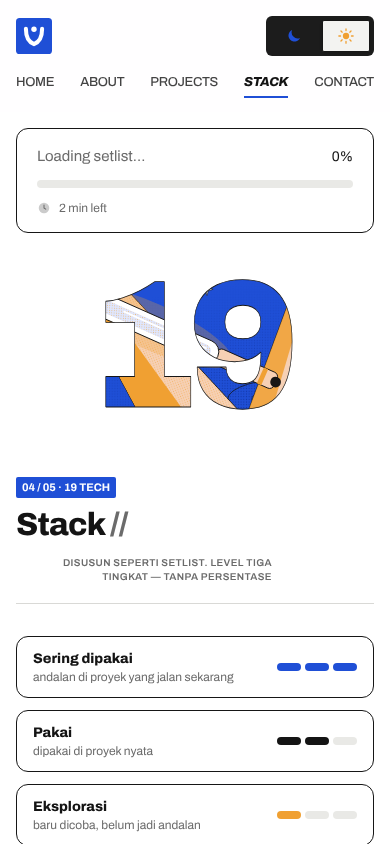 HOME ABOUT PROJECTS STACK CONTACT
Loading setlist... 0%
2 min left
19
04 / 05 · 19 TECH
Stack //
DISUSUN SEPERTI SETLIST. LEVEL TIGA
TINGKAT — TANPA PERSENTASE
Sering dipakai
andalan di proyek yang jalan sekarang
Pakai
dipakai di proyek nyata
Eksplorasi
baru dicoba, belum jadi andalan